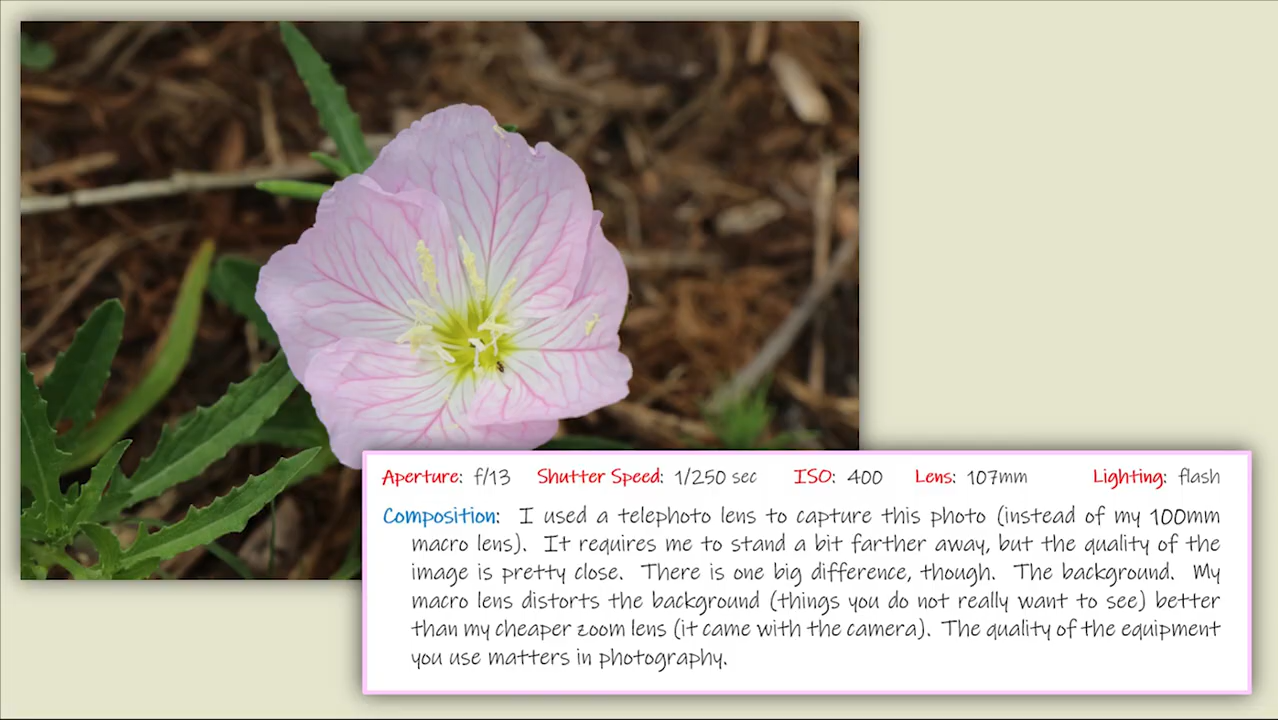 Aperture: f/13 Shutter Speed: 1/250 sec ISO: 400 Lens: 107mm Lighting: flash
Composition: I used a telephoto lens to capture this photo (instead of my 100mm
macro lens). It requires me to stand a bit farther away, but the quality of the
image is pretty close. There is one big difference, though. The background. My
macro lens distorts the background (things you do not really want to see) better
than my cheaper zoom lens (it came with the camera). The quality of the equipment
you use matters in photography.